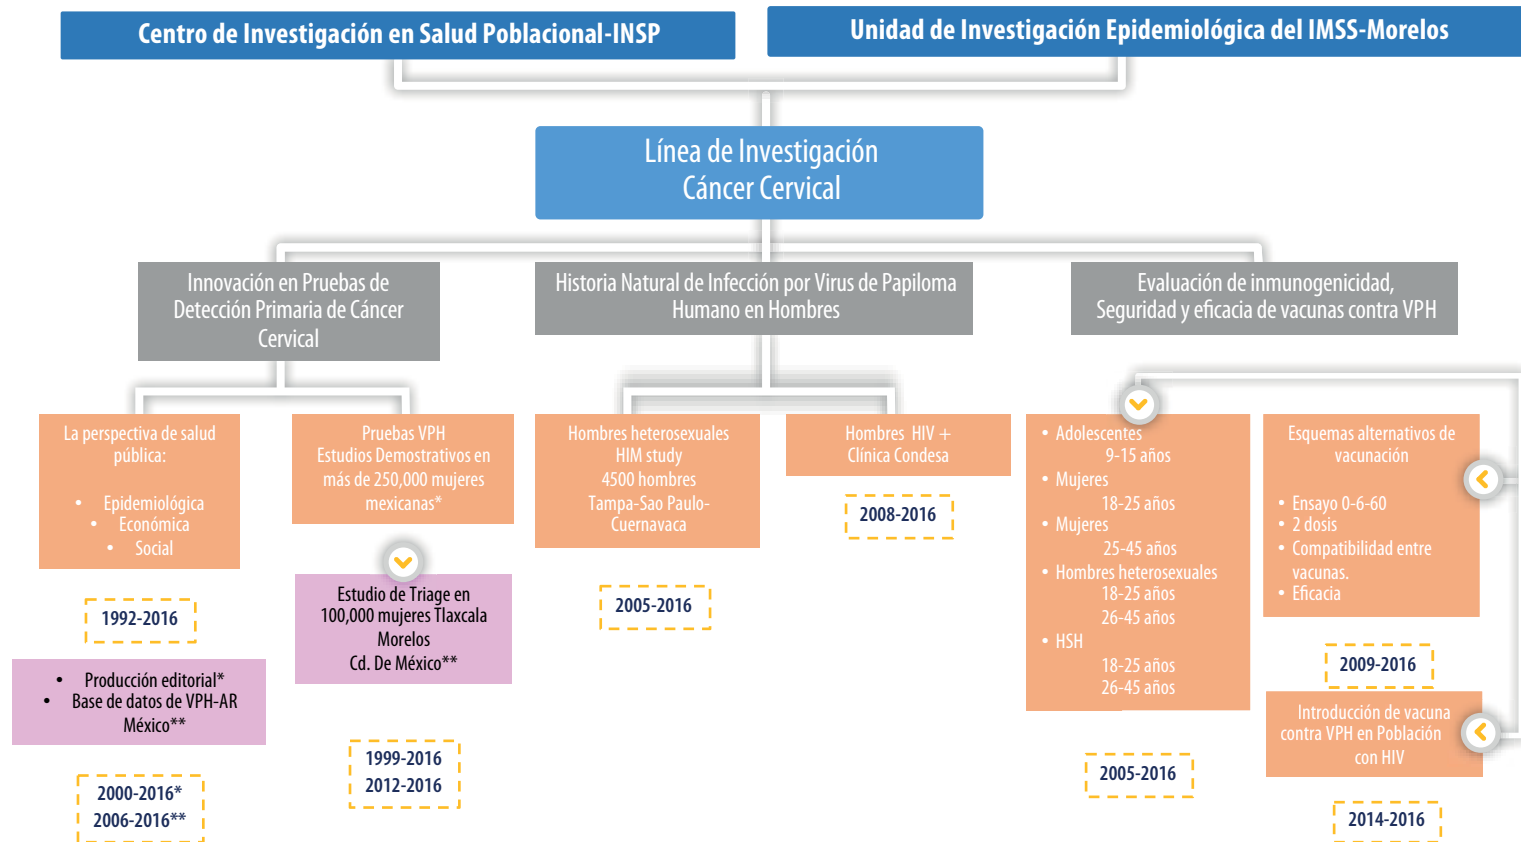 Centro de Investigación en Salud Poblacional-INSP
Unidad de Investigación Epidemiológica del IMSS-Morelos
Línea de Investigación
Cáncer Cervical
Innovación en Pruebas de
Detección Primaria de Cáncer
Cervical
Historia Natural de Infección por Virus de Papiloma
Humano en Hombres
Evaluación de inmunogenicidad,
Seguridad y eficacia de vacunas contra VPH
La perspectiva de salud
pública:
• Epidemiológica
• Económica
• Social
1992-2016
• Producción editorial*
• Base de datos de VPH-AR
México**
2000-2016*
2006-2016**
Pruebas VPH
Estudios Demostrativos en
más de 250,000 mujeres
mexicanas*
Estudio de Triage en
100,000 mujeres Tlaxcala
Morelos
Cd. De México**
1999-2016
2012-2016
Hombres heterosexuales
HIM study
4500 hombres
Tampa-Sao Paulo-
Cuernavaca
2005-2016
Hombres HIV +
Clínica Condesa
2008-2016
• Adolescentes
9-15 años
• Mujeres
18-25 años
• Mujeres
25-45 años
• Hombres heterosexuales
18-25 años
26-45 años
• HSH
18-25 años
26-45 años
2005-2016
Esquemas alternativos de
vacunación
• Ensayo 0-6-60
• 2 dosis
• Compatibilidad entre
vacunas.
• Eficacia
2009-2016
Introducción de vacuna
contra VPH en Población
con HIV
2014-2016